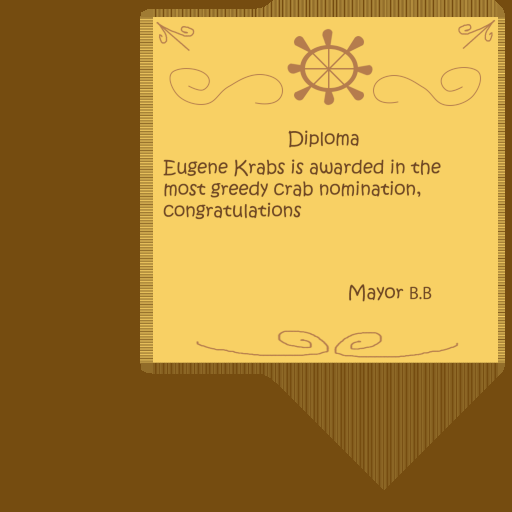 Diploma
Eugene Krabs is awarded in the
most greedy crab nomination,
congratulations
Mayor B.B